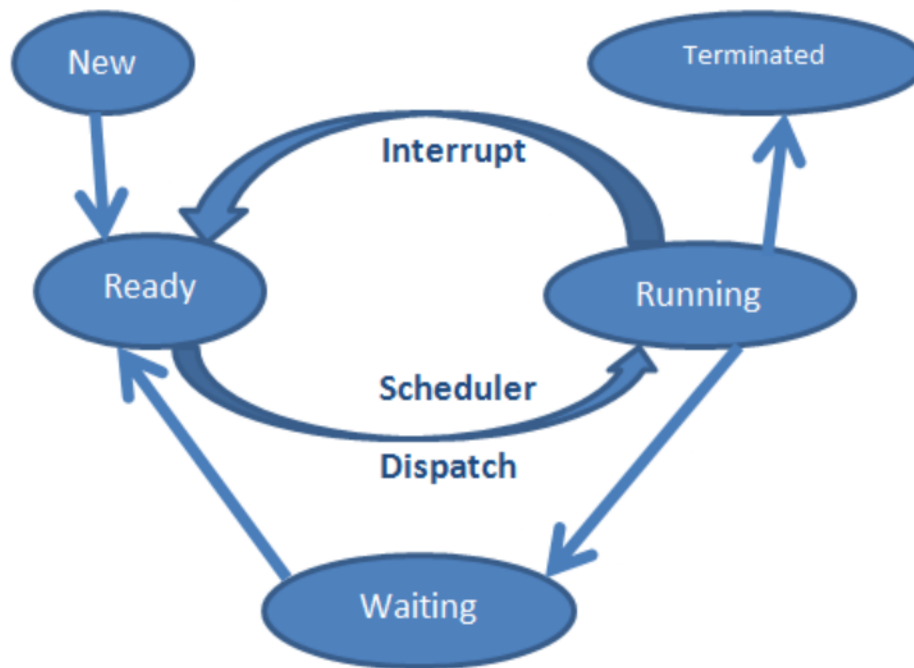 New
Terminated
Interrupt
Ready
Running
Scheduler
Dispatch
Waiting